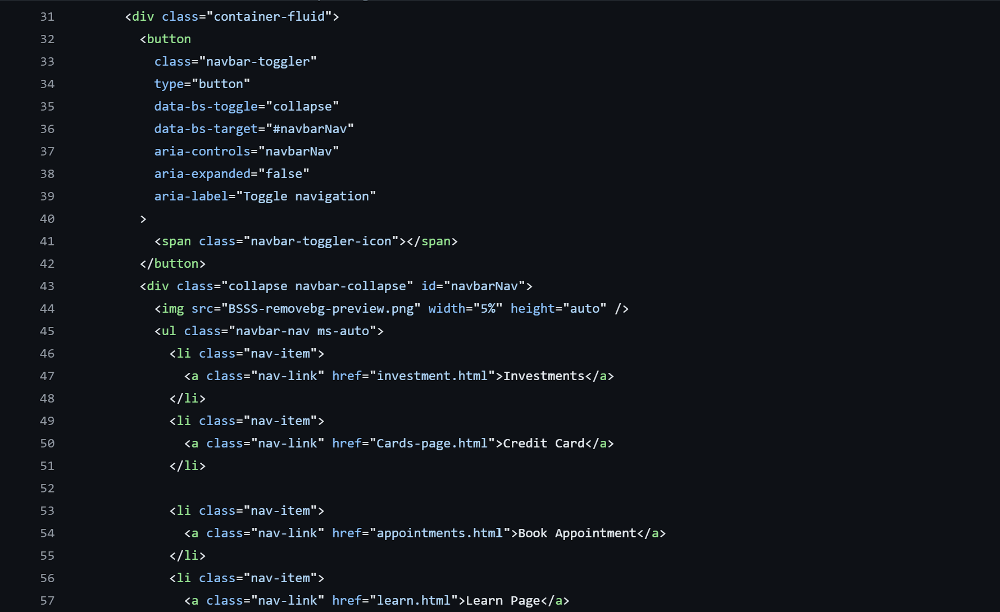 31 <div class="container-fluid">
32 <button
33 class="navbar-toggler"
34 type="button"
35 data-bs-toggle="collapse"
36 data-bs-target="#navbarNav"
37 aria-controls="navbarNav"
38 aria-expanded="false"
39 aria-label="Toggle navigation"
40 >
41 <span class="navbar-toggler-icon"></span>
42 </button>
43 <div class="collapse navbar-collapse" id="navbarNav">
44 <img src="BSSS-removebg-preview.png" width="5%" height="auto" />
45 <ul class="navbar-nav ms-auto">
46 <li class="nav-item">
47 <a class="nav-link" href="investment.html">Investments</a>
48 </li>
49 <li class="nav-item">
50 <a class="nav-link" href="Cards-page.html">Credit Card</a>
51 </li>
52
53 <li class="nav-item">
54 <a class="nav-link" href="appointments.html">Book Appointment</a>
55 </li>
56 <li class="nav-item">
57 <a class="nav-link" href="learn.html">Learn Page</a>